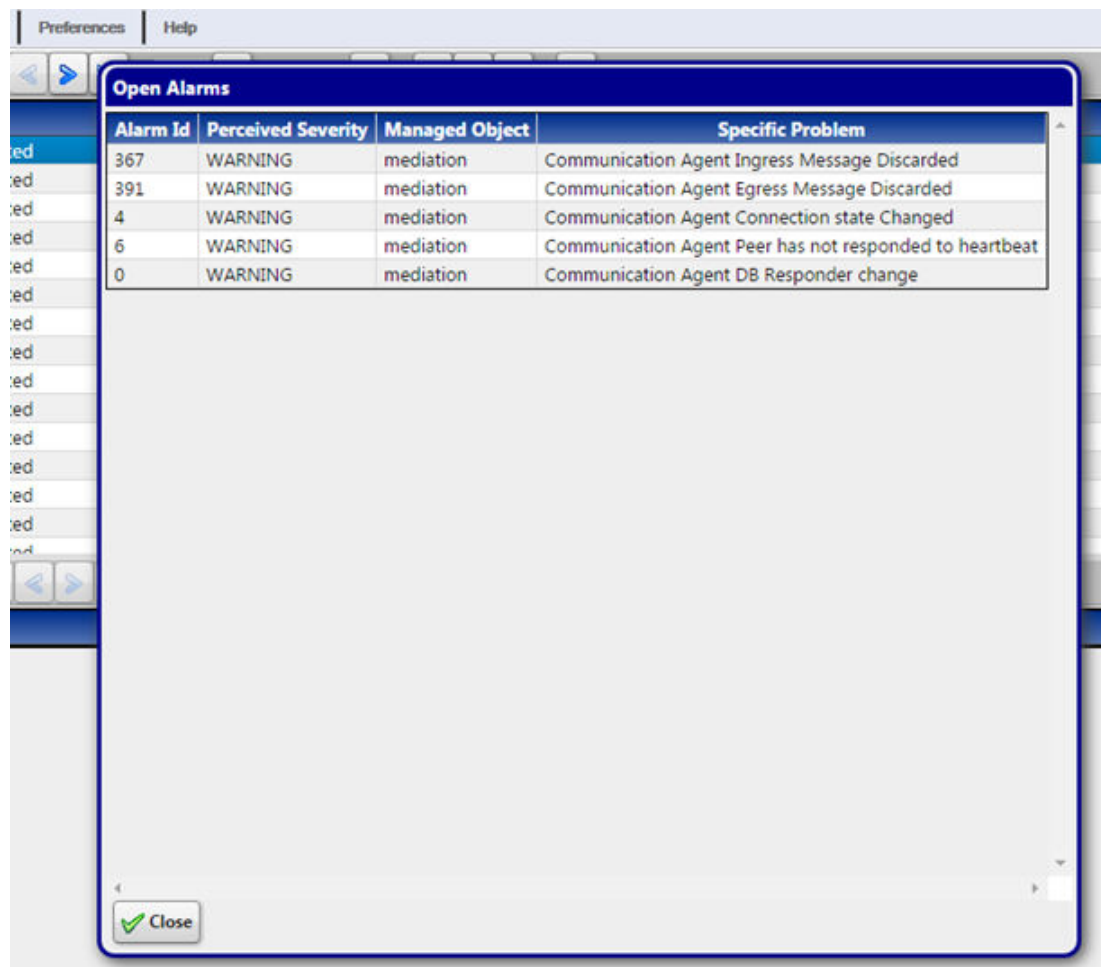 Preferences Help
Open Alarms
Alarm Id Perceived Severity Managed Object Specific Problem
367 WARNING mediation Communication Agent Ingress Message Discarded
391 WARNING mediation Communication Agent Egress Message Discarded
4 WARNING mediation Communication Agent Connection state Changed
6 WARNING mediation Communication Agent Peer has not responded to heartbeat
0 WARNING mediation Communication Agent DB Responder change
Close